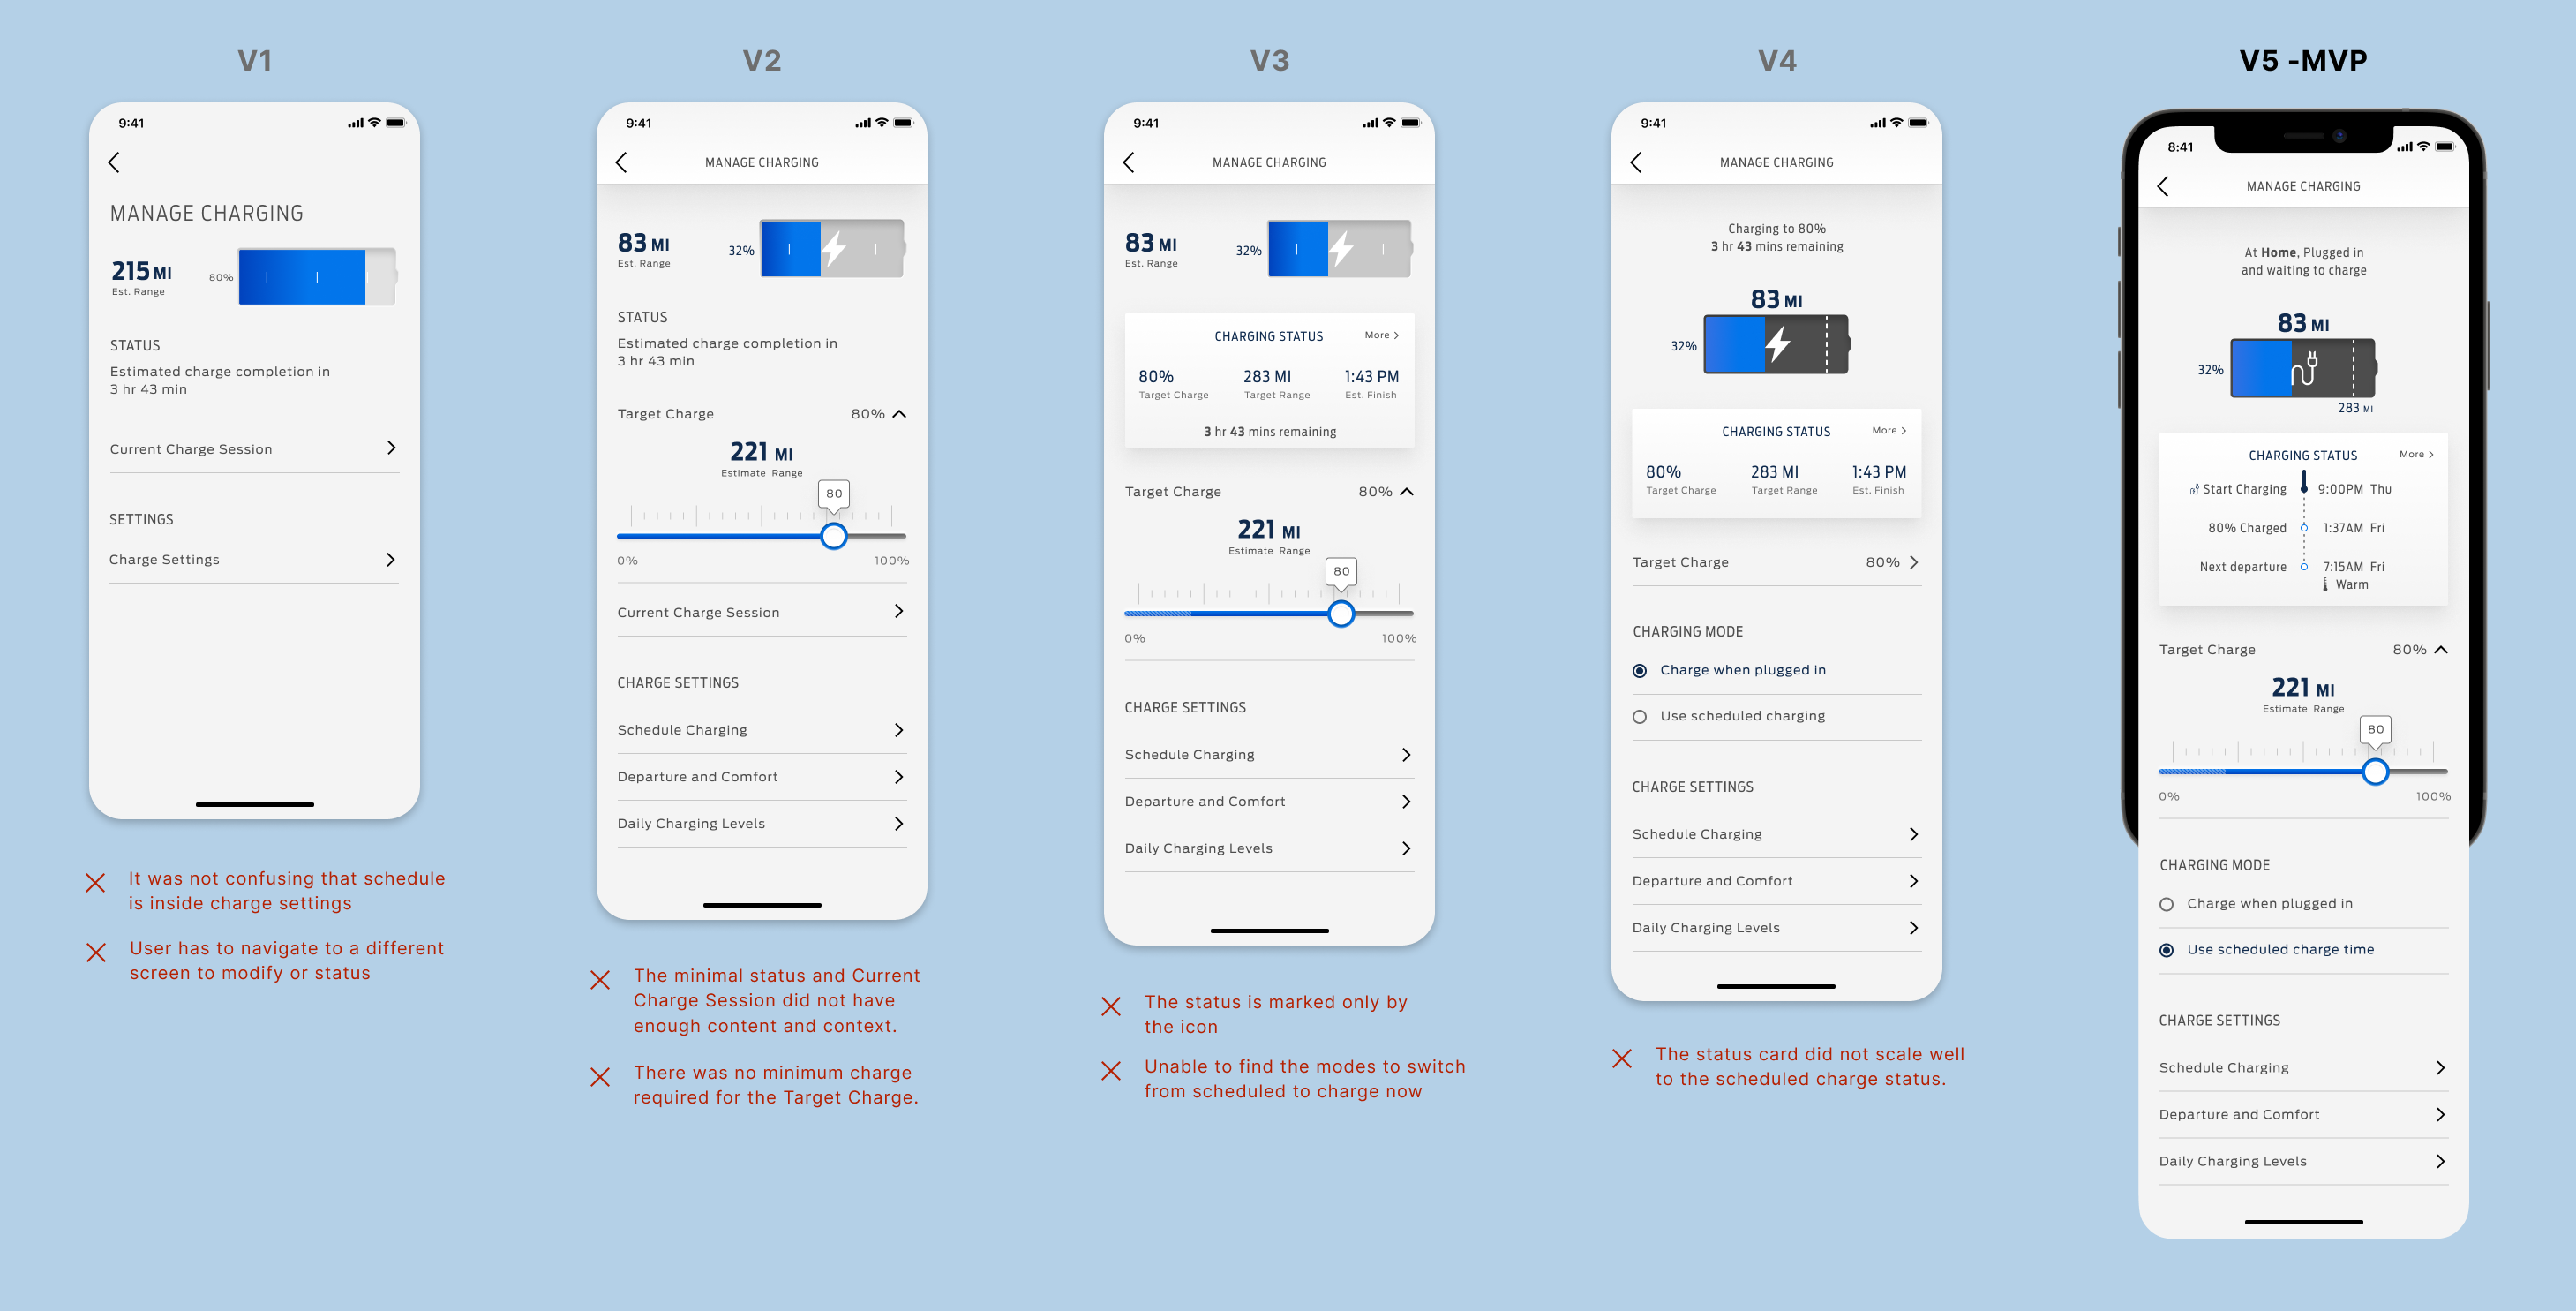 V1
9:41
MANAGE CHARGING
215 MI
Est. Range
80%
STATUS
Estimated charge completion in
3 hr 43 min
Current Charge Session
SETTINGS
Charge Settings
It was not confusing that schedule
is inside charge settings
User has to navigate to a different
screen to modify or status
V2
9:41
MANAGE CHARGING
83 MI
Est. Range
32%
STATUS
Estimated charge completion in
3 hr 43 min
Target Charge 80%
221 MI
Estimate Range
80
0% 100%
Current Charge Session
CHARGE SETTINGS
Schedule Charging
Departure and Comfort
Daily Charging Levels
The minimal status and Current
Charge Session did not have
enough content and context.
There was no minimum charge
required for the Target Charge.
V3
9:41
MANAGE CHARGING
83 MI
Est. Range
32%
CHARGING STATUS More
80% 283 MI 1:43 PM
Target Charge Target Range Est. Finish
3 hr 43 mins remaining
Target Charge 80%
221 MI
Estimate Range
80
0% 100%
CHARGE SETTINGS
Schedule Charging
Departure and Comfort
Daily Charging Levels
The status is marked only by
the icon
Unable to find the modes to switch
from scheduled to charge now
V4
9:41
MANAGE CHARGING
Charging to 80%
3 hr 43 mins remaining
83 MI
32%
CHARGING STATUS More
80% 283 MI 1:43 PM
Target Charge Target Range Est. Finish
Target Charge 80%
CHARGING MODE
Charge when plugged in
Use scheduled charging
CHARGE SETTINGS
Schedule Charging
Departure and Comfort
Daily Charging Levels
The status card did not scale well
to the scheduled charge status.
V5 -MVP
8:41
MANAGE CHARGING
At Home, Plugged in
and waiting to charge
83 MI
32%
283 MI
CHARGING STATUS More
Start Charging 9:00PM Thu
80% Charged 1:37AM Fri
Next departure 7:15AM Fri
Warm
Target Charge 80%
221 MI
Estimate Range
80
0% 100%
CHARGING MODE
Charge when plugged in
Use scheduled charge time
CHARGE SETTINGS
Schedule Charging
Departure and Comfort
Daily Charging Levels